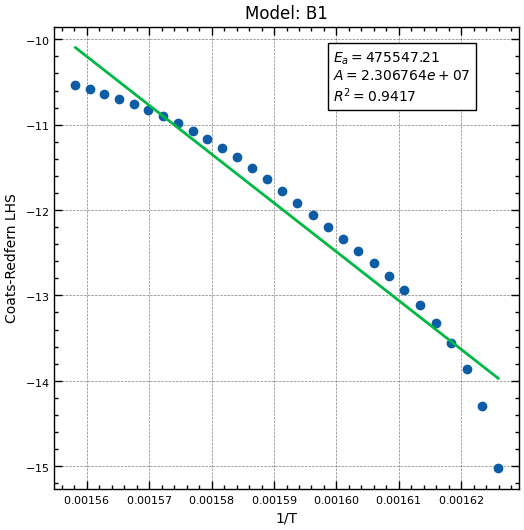 Model: B1
E_a = 475547.21
A = 2.306764e + 07
R^2 = 0.9417
Coats-Redfern LHS
−10
−11
−12
−13
−14
−15
0.00156 0.00157 0.00158 0.00159 0.00160 0.00161 0.00162
1/T